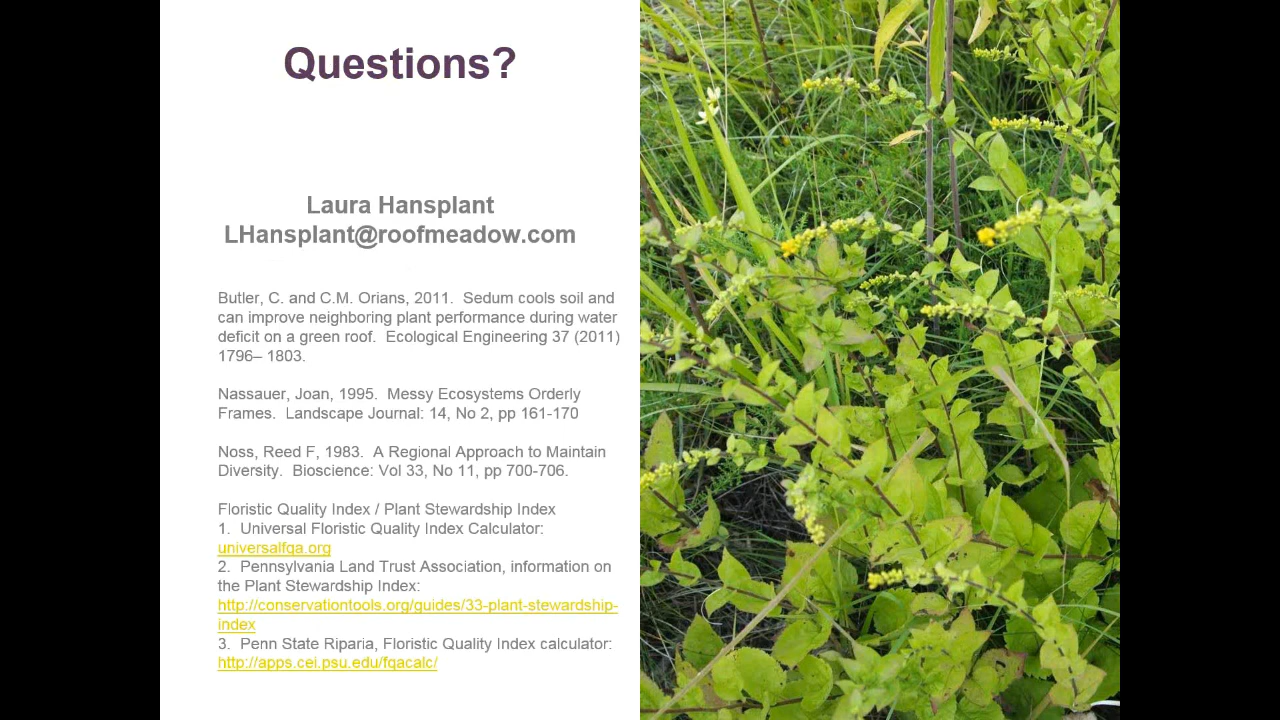 Questions?
Laura Hansplant
LHansplant@roofmeadow.com
Butler, C. and C.M. Orians, 2011.  Sedum cools soil and
can improve neighboring plant performance during water
deficit on a green roof.  Ecological Engineering 37 (2011)
1796– 1803.
Nassauer, Joan, 1995.  Messy Ecosystems Orderly
Frames.  Landscape Journal: 14, No 2, pp 161-170
Noss, Reed F, 1983.  A Regional Approach to Maintain
Diversity.  Bioscience: Vol 33, No 11, pp 700-706.
Floristic Quality Index / Plant Stewardship Index
1.  Universal Floristic Quality Index Calculator:
universalfqa.org
2.  Pennsylvania Land Trust Association, information on
the Plant Stewardship Index:
http://conservationtools.org/guides/33-plant-stewardship-
index
3.  Penn State Riparia, Floristic Quality Index calculator:
http://apps.cei.psu.edu/fqacalc/